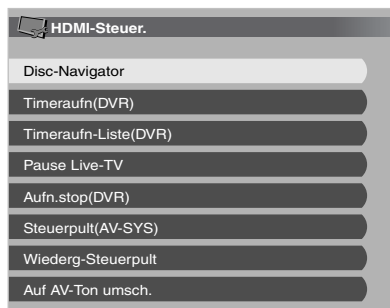 HDMI-Steuer.
Disc-Navigator
Timeraufn(DVR)
Timeraufn-Liste(DVR)
Pause Live-TV
Aufn.stop(DVR)
Steuerpult(AV-SYS)
Wiederg-Steuerpult
Auf AV-Ton umsch.